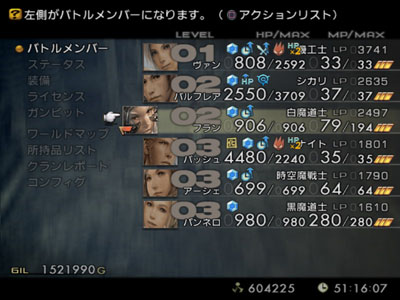 左側がバトルメンバーになります。（アクションリスト）
LEVEL HP/MAX MP/MAX
バトルメンバー
ステータス
装備
ライセンス
ガンビット
ワールドマップ
所持品リスト
クランレポート
コンフィグ
01 機工士 LP 3741
ヴァン 808/2592 33/33
02 シカリ LP 2635
バルフレア 2550/3709 37/57
02 白魔道士 LP 2497
フラン 906/906 79/194
03 ナイト LP 1801
バッシュ 4480/2240 35/35
03 時空魔戦士 LP 1790
アーシェ 699/699 64/64
03 黒魔道士 LP 1610
パンネロ 980/980 280/280
GIL 1521990 G
604225 51:16:07